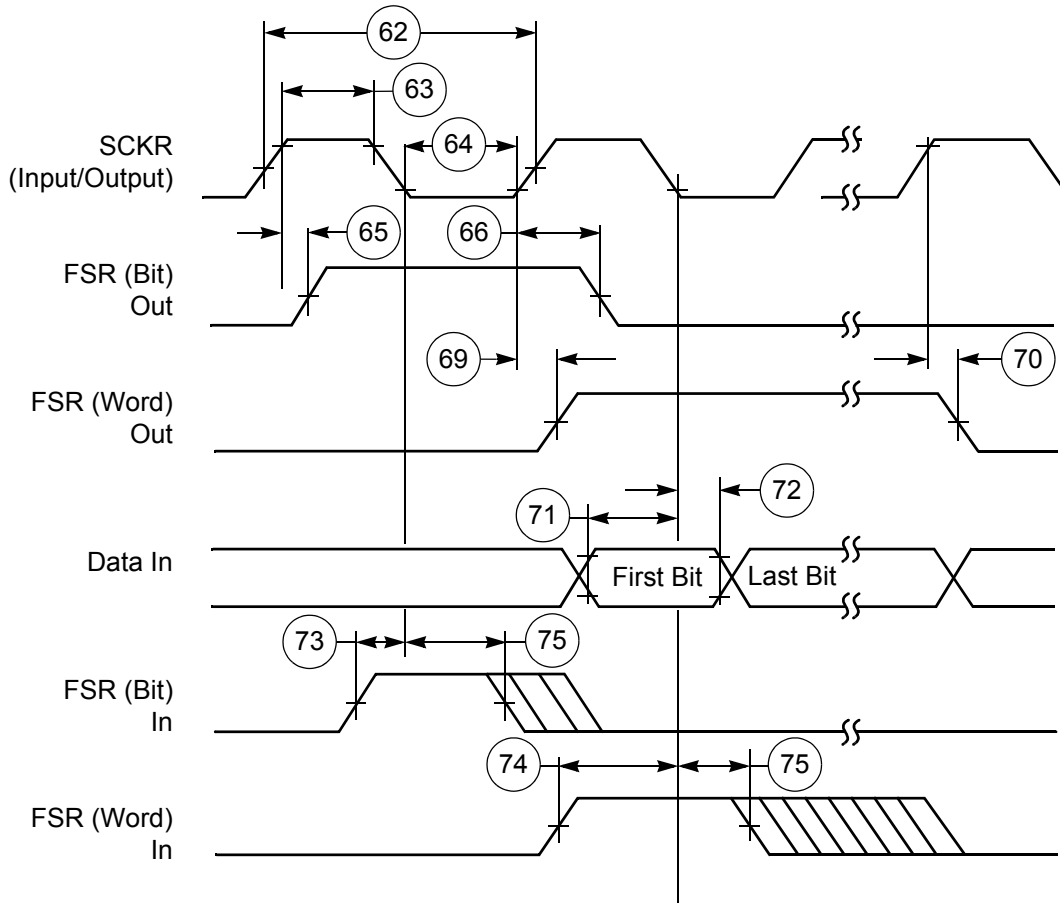 62
63
SCKR
(Input/Output)
64
65
66
FSR (Bit)
Out
69
70
FSR (Word)
Out
71
72
Data In
First Bit
Last Bit
73
75
FSR (Bit)
In
74
75
FSR (Word)
In